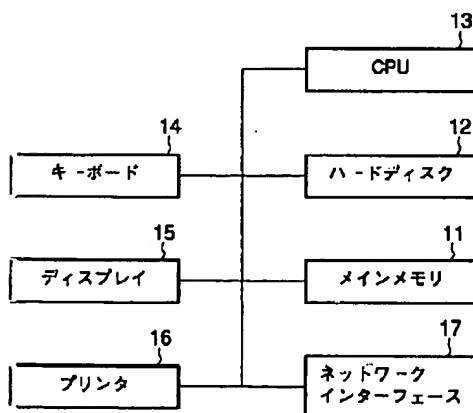 13
CPU
14
キーボード
12
ハードディスク
15
ディスプレイ
11
メインメモリ
16
プリンタ
17
ネットワーク
インターフェース